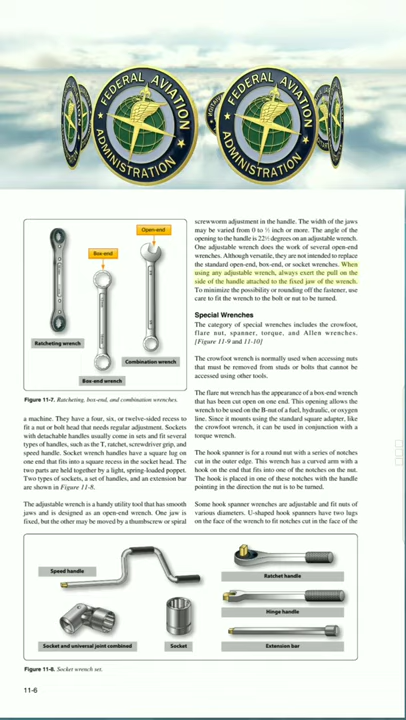 FEDERAL AVIATION
ADMINISTRATION
FEDERAL AVIATION
ADMINISTRATION
Open-end
Box-end
Ratcheting wrench
Combination wrench
Box-end wrench
Figure 11-7. Ratcheting, box-end, and combination wrenches.
a machine. They have a four, six, or twelve-sided recess to
fit a nut or bolt head that needs regular adjustment. Sockets
with detachable handles usually come in sets and fit several
types of handles, such as the T, ratchet, screwdriver grip, and
speed handle. Socket wrench handles have a square lug on
one end that fits into a square recess in the socket head. The
two parts are held together by a light, spring-loaded poppet.
Two types of sockets, a set of handles, and an extension bar
are shown in Figure 11-8.
The adjustable wrench is a handy utility tool that has smooth
jaws and is designed as an open-end wrench. One jaw is
fixed, but the other may be moved by a thumbscrew or spiral
screwworm adjustment in the handle. The width of the jaws
may be varied from 0 to ½ inch or more. The angle of the
opening to the handle is 22½ degrees on an adjustable wrench.
One adjustable wrench does the work of several open-end
wrenches. Although versatile, they are not intended to replace
the standard open-end, box-end, or socket wrenches. When
using any adjustable wrench, always exert the pull on the
side of the handle attached to the fixed jaw of the wrench.
To minimize the possibility or rounding off the fastener, use
care to fit the wrench to the bolt or nut to be turned.
Special Wrenches
The category of special wrenches includes the crowfoot,
flare nut, spanner, torque, and Allen wrenches.
[Figure 11-9 and 11-10]
The crowfoot wrench is normally used when accessing nuts
that must be removed from studs or bolts that cannot be
accessed using other tools.
The flare nut wrench has the appearance of a box-end wrench
that has been cut open on one end. This opening allows the
wrench to be used on the B-nut of a fuel, hydraulic, or oxygen
line. Since it mounts using the standard square adapter, like
the crowfoot wrench, it can be used in conjunction with a
torque wrench.
The hook spanner is for a round nut with a series of notches
cut in the outer edge. This wrench has a curved arm with a
hook on the end that fits into one of the notches on the nut.
The hook is placed in one of these notches with the handle
pointing in the direction the nut is to be turned.
Some hook spanner wrenches are adjustable and fit nuts of
various diameters. U-shaped hook spanners have two lugs
on the face of the wrench to fit notches cut in the face of the
Speed handle
Ratchet handle
Hinge handle
Socket and universal joint combined
Socket
Extension bar
Figure 11-8. Socket wrench set.
11-6